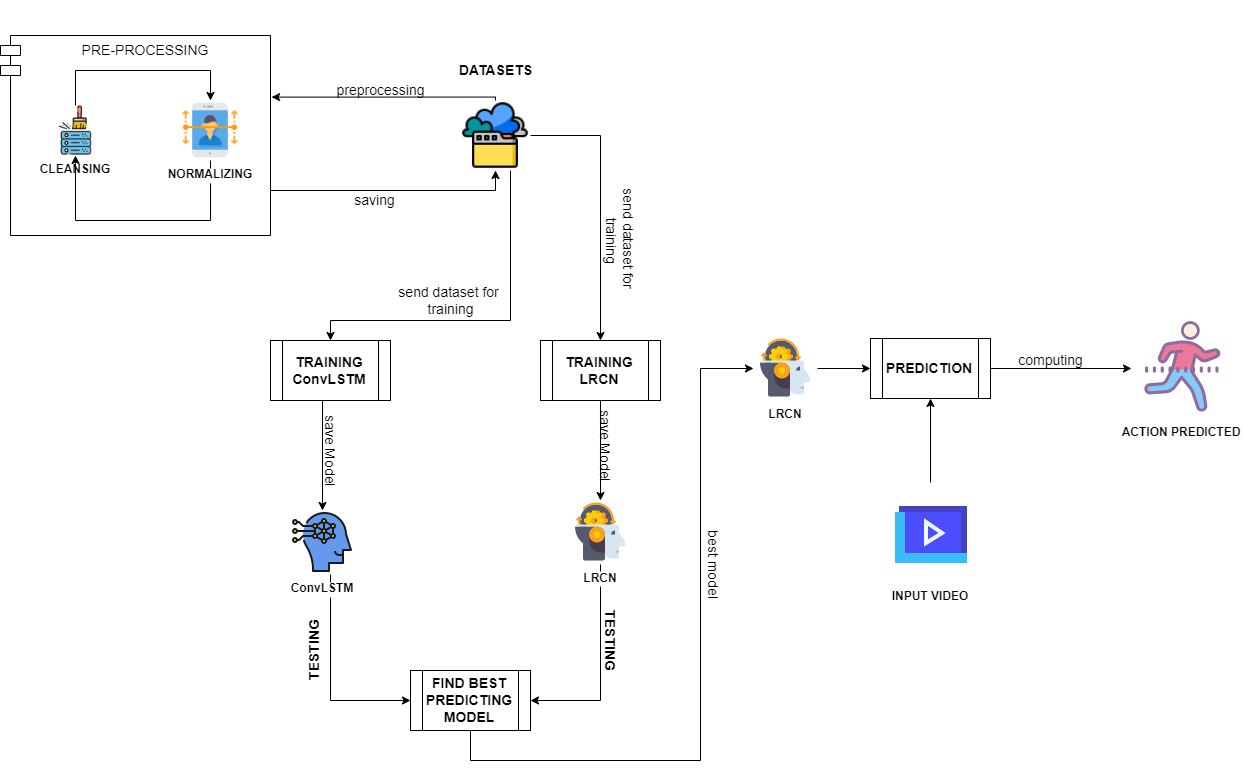 PRE-PROCESSING
CLEANSING
NORMALIZING
DATASETS
preprocessing
saving
send dataset for
training
send dataset for
training
TRAINING
ConvLSTM
TRAINING
LRCN
save Model
save Model
ConvLSTM
LRCN
TESTING
TESTING
FIND BEST
PREDICTING
MODEL
best model
LRCN
PREDICTION
computing
ACTION PREDICTED
INPUT VIDEO